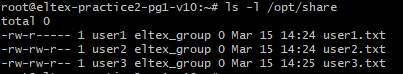 root@eltex-practice2-pg1-v10:~# ls -l /opt/share
total 0
-rw-r----- 1 user1 eltex_group 0 Mar 15 14:24 user1.txt
-rw-rw-r-- 1 user2 eltex_group 0 Mar 15 14:24 user2.txt
-rw-rw-r-- 1 user3 eltex_group 0 Mar 15 14:25 user3.txt